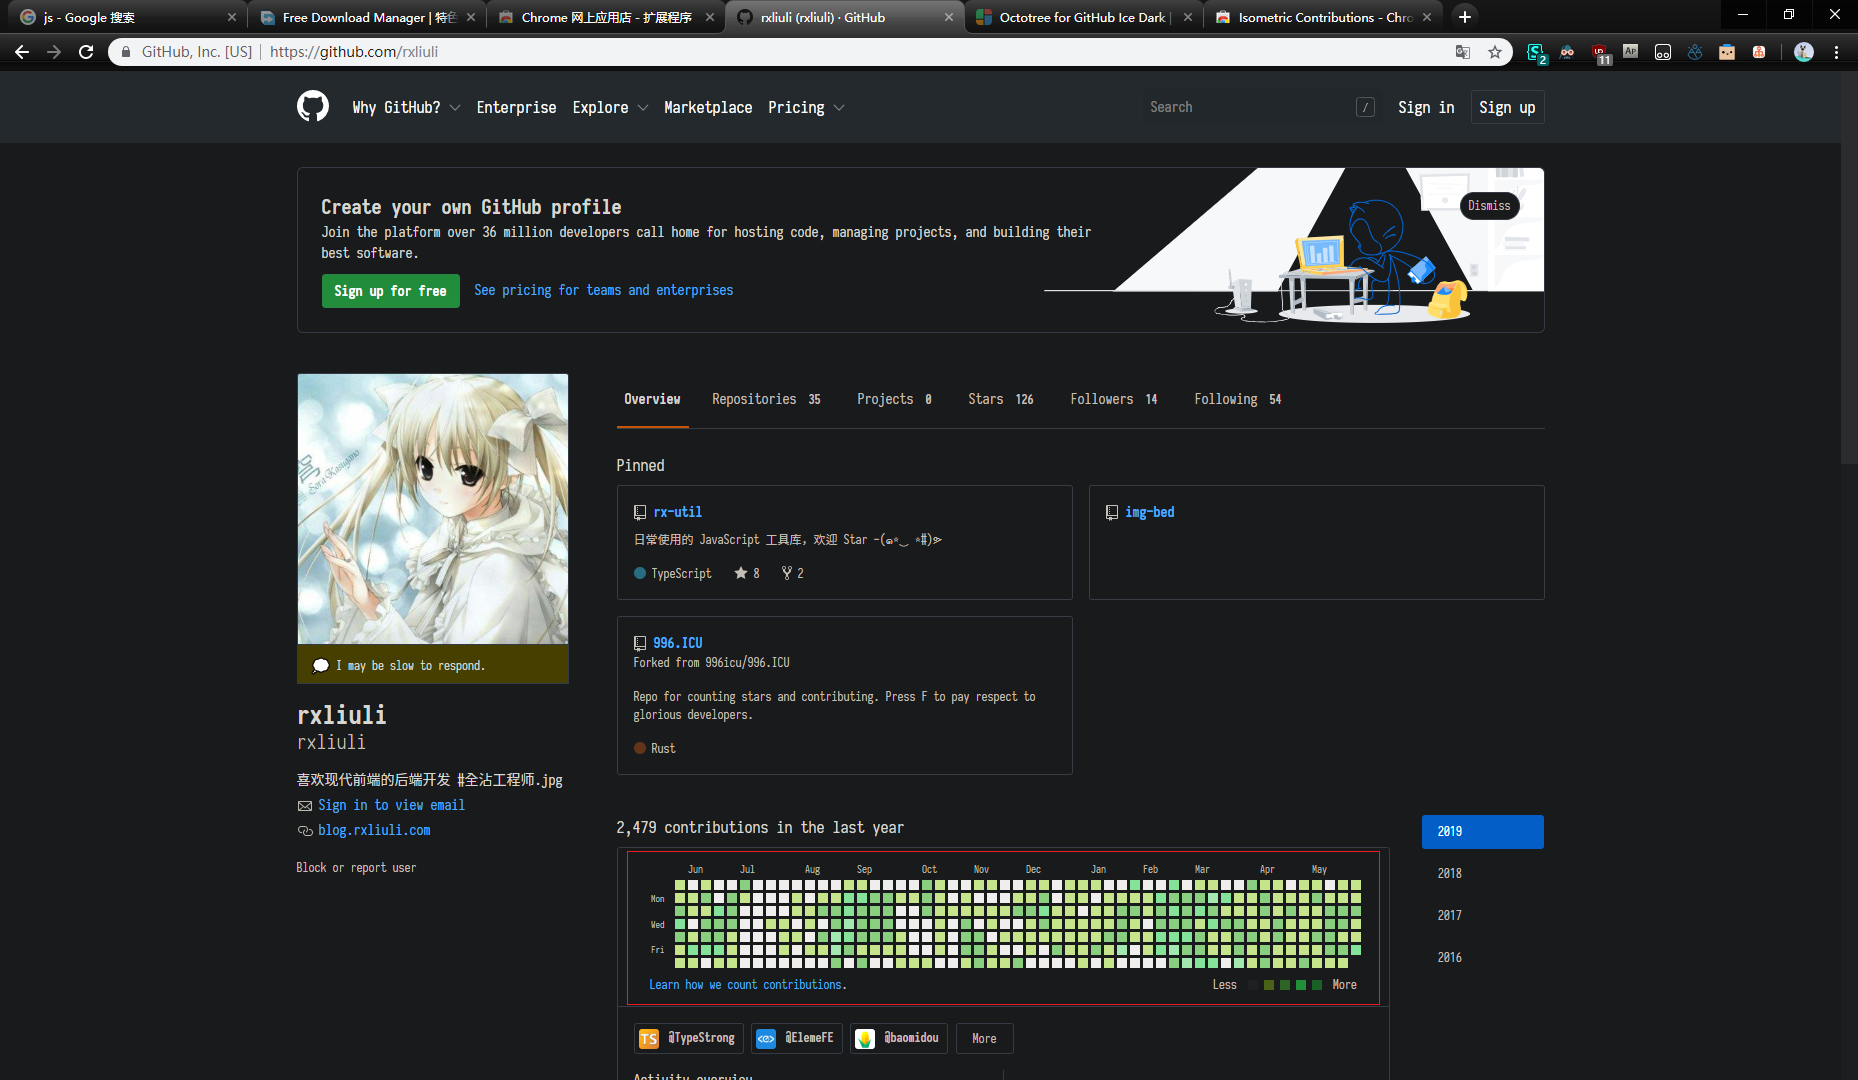 js - Google 搜索
Free Download Manager | 特色
Chrome 网上应用店 - 扩展程序
rxliuli (rxliuli) · GitHub
Octotree for GitHub Ice Dark |
Isometric Contributions - Chro
GitHub, Inc. [US] | https://github.com/rxliuli
2
11
AP
Why GitHub? Enterprise Explore Marketplace Pricing
Search /
Sign in Sign up
Create your own GitHub profile
Join the platform over 36 million developers call home for hosting code, managing projects, and building their
best software.
Sign up for free See pricing for teams and enterprises
Dismiss
Sora Kasugano
I may be slow to respond.
rxliuli
rxliuli
喜欢现代前端的后端开发 #全沾工程师.jpg
Sign in to view email
blog.rxliuli.com
Block or report user
Overview Repositories 35 Projects 0 Stars 126 Followers 14 Following 54
Pinned
rx-util
日常使用的 JavaScript 工具库，欢迎 Star
TypeScript 8 2
img-bed
996.ICU
Forked from 996icu/996.ICU
Repo for counting stars and contributing. Press F to pay respect to
glorious developers.
Rust
2,479 contributions in the last year
2019
2018
2017
2016
Jun Jul Aug Sep Oct Nov Dec Jan Feb Mar Apr May
Mon
Wed
Fri
Learn how we count contributions.
Less More
TS @TypeStrong <e> @ElemeFE @baomidou More
Activity overview